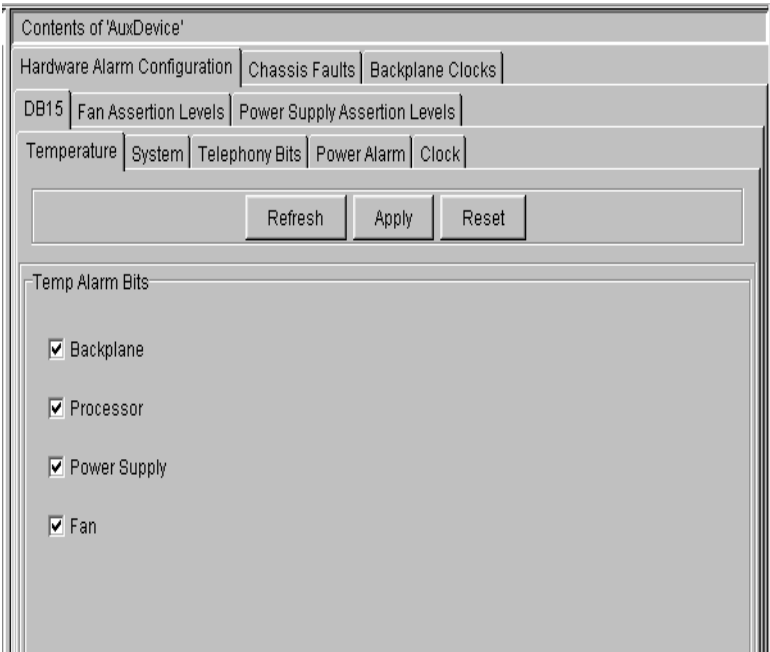 Contents of 'AuxDevice'
Hardware Alarm Configuration Chassis Faults Backplane Clocks
DB15 Fan Assertion Levels Power Supply Assertion Levels
Temperature System Telephony Bits Power Alarm Clock
Refresh Apply Reset
Temp Alarm Bits
Backplane
Processor
Power Supply
Fan